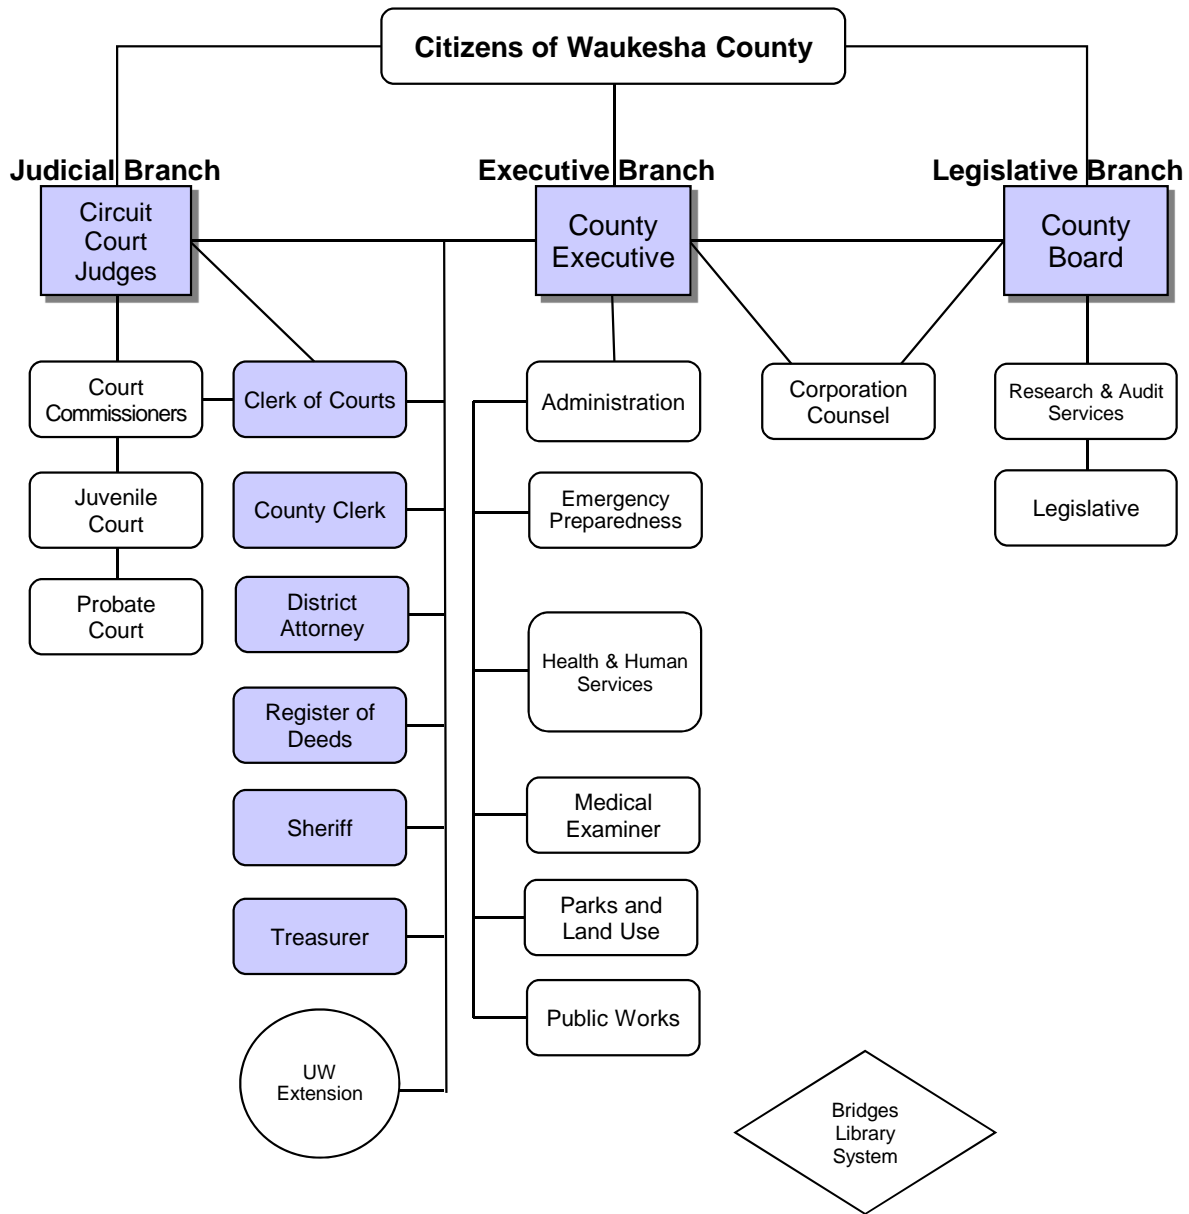 Citizens of Waukesha County
Judicial Branch
Executive Branch
Legislative Branch
Circuit
Court
Judges
County
Executive
County
Board
Court
Commissioners
Clerk of Courts
Administration
Corporation
Counsel
Research & Audit
Services
Juvenile
Court
County Clerk
Emergency
Preparedness
Legislative
Probate
Court
District
Attorney
Health & Human
Services
Register of
Deeds
Sheriff
Medical
Examiner
Treasurer
Parks and
Land Use
Public Works
UW
Extension
Bridges
Library
System